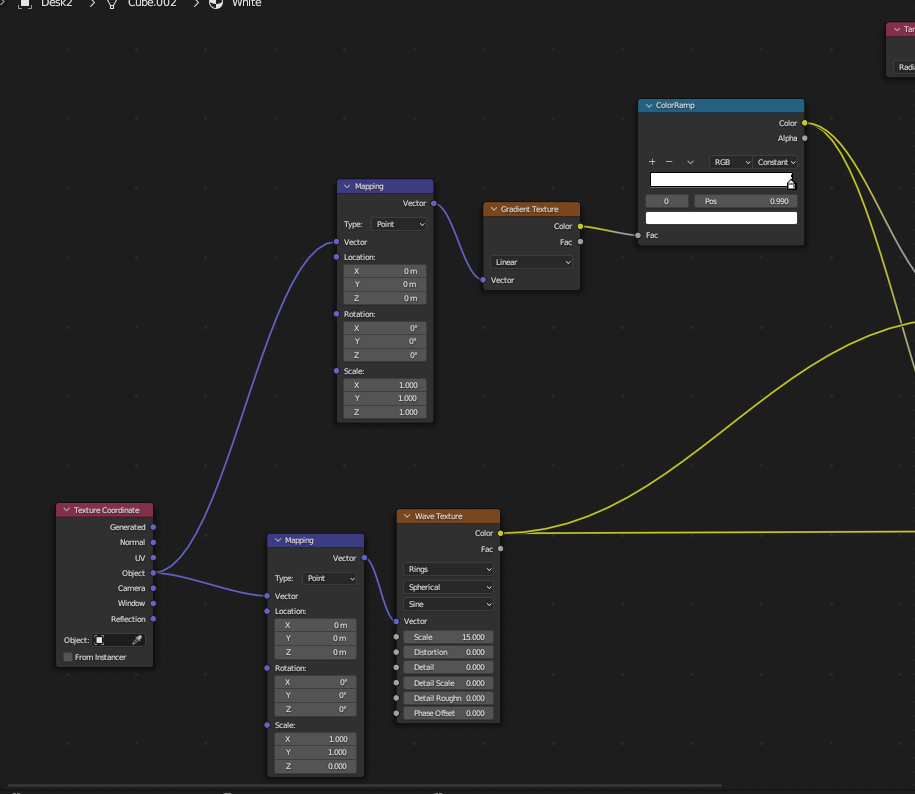 Desk2 > Cube.002 > White
Radi
ColorRamp
Color
Alpha
+ − RGB Constant
0 Pos 0.990
Fac
Mapping
Vector
Type: Point
Vector
Location:
X 0 m
Y 0 m
Z 0 m
Rotation:
X 0°
Y 0°
Z 0°
Scale:
X 1.000
Y 1.000
Z 1.000
Gradient Texture
Color
Fac
Linear
Vector
Texture Coordinate
Generated
Normal
UV
Object
Camera
Window
Reflection
Object:
From Instancer
Mapping
Vector
Type: Point
Vector
Location:
X 0 m
Y 0 m
Z 0 m
Rotation:
X 0°
Y 0°
Z 0°
Scale:
X 1.000
Y 1.000
Z 0.000
Wave Texture
Color
Fac
Rings
Spherical
Sine
Vector
Scale 15.000
Distortion 0.000
Detail 0.000
Detail Scale 0.000
Detail Roughn 0.000
Phase Offset 0.000